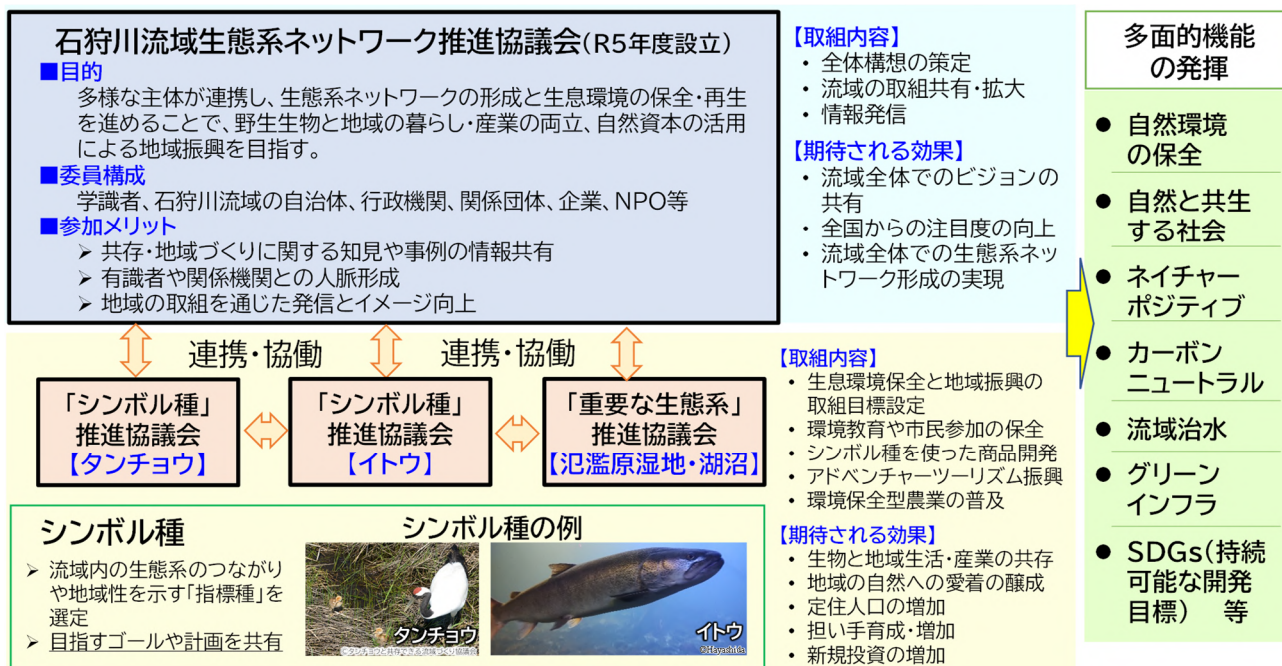 石狩川流域生態系ネットワーク推進協議会(R5年度設立)
■目的
多様な主体が連携し、生態系ネットワークの形成と生息環境の保全・再生
を進めることで、野生生物と地域の暮らし・産業の両立、自然資本の活用
による地域振興を目指す。
■委員構成
学識者、石狩川流域の自治体、行政機関、関係団体、企業、NPO等
■参加メリット
➢ 共存・地域づくりに関する知見や事例の情報共有
➢ 有識者や関係機関との人脈形成
➢ 地域の取組を通じた発信とイメージ向上
【取組内容】
・ 全体構想の策定
・ 流域の取組共有・拡大
・ 情報発信
【期待される効果】
・ 流域全体でのビジョンの
共有
・ 全国からの注目度の向上
・ 流域全体での生態系ネッ
トワーク形成の実現
連携・協働
連携・協働
「シンボル種」
推進協議会
【タンチョウ】
「シンボル種」
推進協議会
【イトウ】
「重要な生態系」
推進協議会
【氾濫原湿地・湖沼】
【取組内容】
・ 生息環境保全と地域振興の
取組目標設定
・ 環境教育や市民参加の保全
・ シンボル種を使った商品開発
・ アドベンチャーツーリズム振興
・ 環境保全型農業の普及
【期待される効果】
・ 生物と地域生活・産業の共存
・ 地域の自然への愛着の醸成
・ 定住人口の増加
・ 担い手育成・増加
・ 新規投資の増加
シンボル種
➢ 流域内の生態系のつながり
や地域性を示す「指標種」を
選定
➢ 目指すゴールや計画を共有
シンボル種の例
タンチョウ
©タンチョウと共存できる流域づくり協議会
イトウ
©Hayashida
多面的機能
の発揮
● 自然環境
の保全
● 自然と共生
する社会
● ネイチャー
ポジティブ
● カーボン
ニュートラル
● 流域治水
● グリーン
インフラ
● SDGs(持続
可能な開発
目標) 等